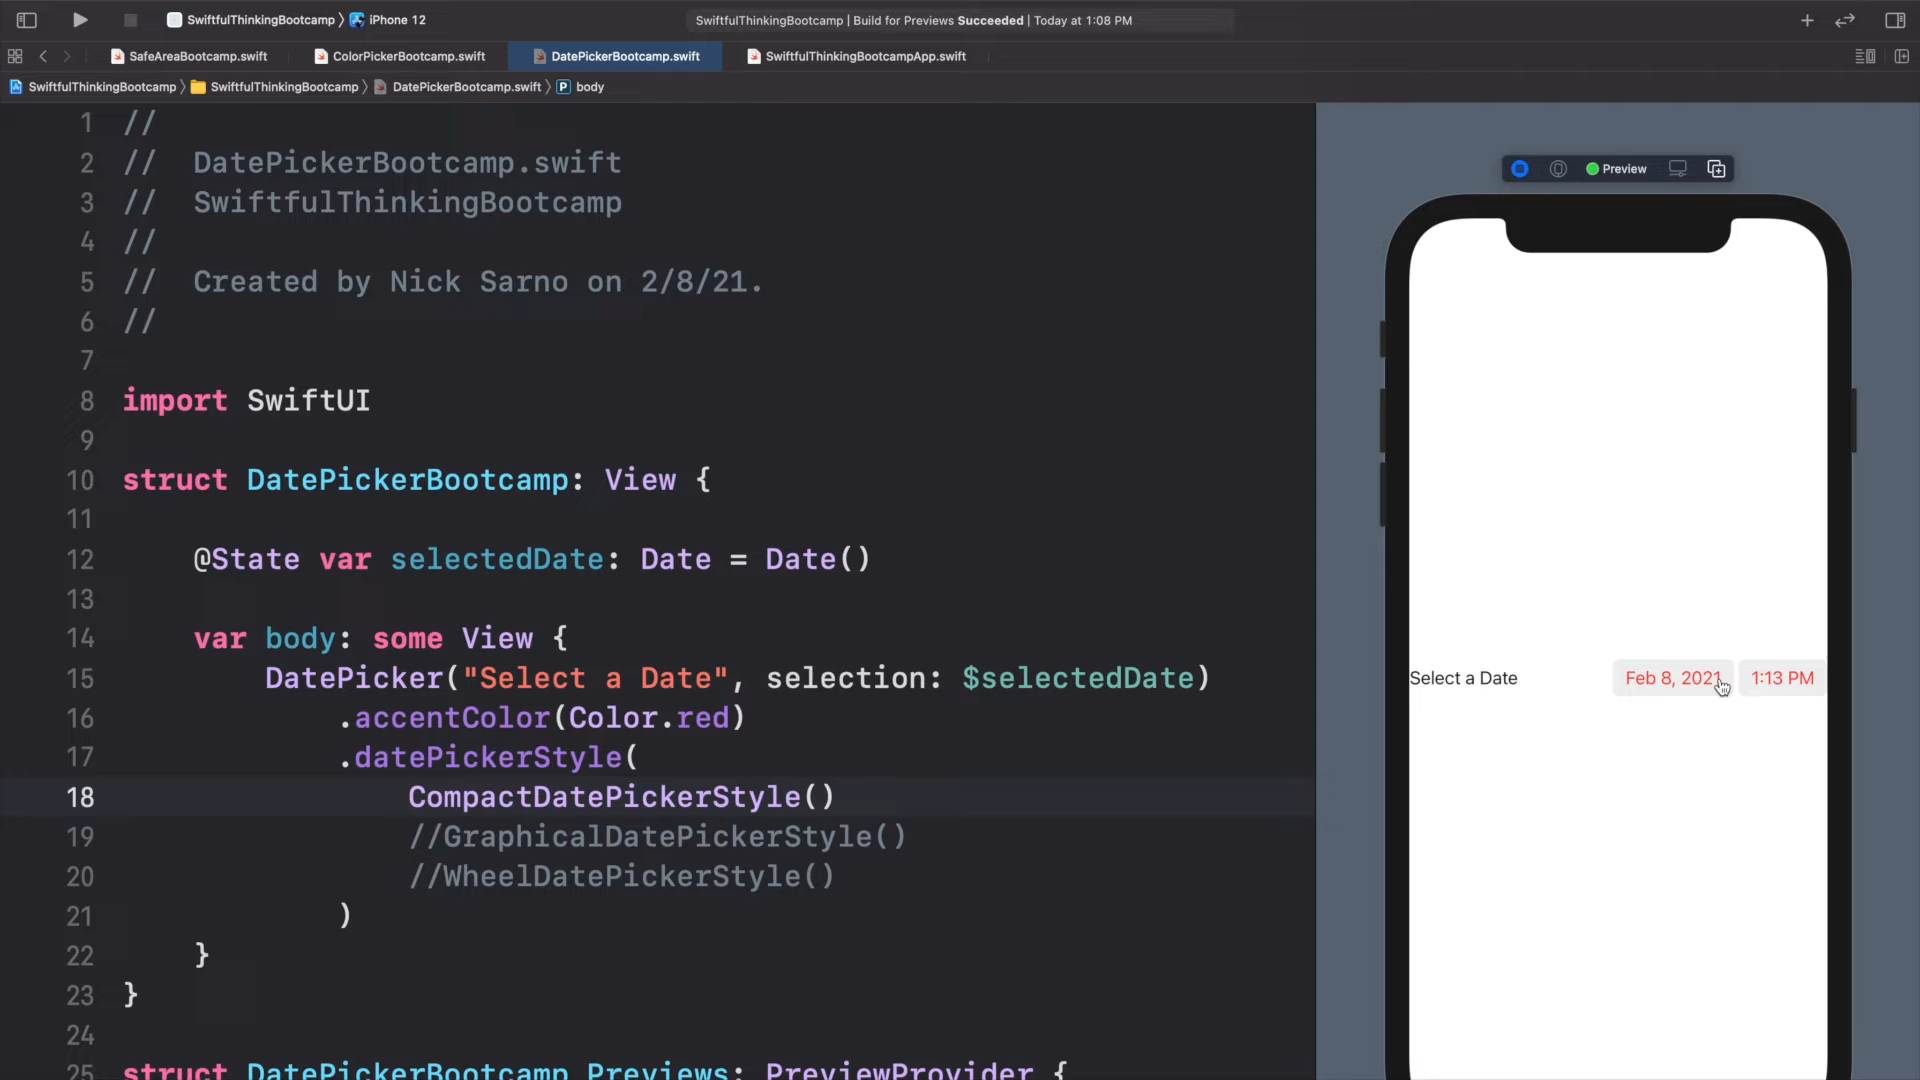 SwiftfulThinkingBootcamp 〉 iPhone 12
SwiftfulThinkingBootcamp | Build for Previews Succeeded | Today at 1:08 PM
SafeAreaBootcamp.swift
ColorPickerBootcamp.swift
DatePickerBootcamp.swift
SwiftfulThinkingBootcampApp.swift
SwiftfulThinkingBootcamp 〉 SwiftfulThinkingBootcamp 〉 DatePickerBootcamp.swift 〉 P body
1 //
2 //  DatePickerBootcamp.swift
3 //  SwiftfulThinkingBootcamp
4 //
5 //  Created by Nick Sarno on 2/8/21.
6 //
7
8 import SwiftUI
9
10 struct DatePickerBootcamp: View {
11
12     @State var selectedDate: Date = Date()
13
14     var body: some View {
15         DatePicker("Select a Date", selection: $selectedDate)
16             .accentColor(Color.red)
17             .datePickerStyle(
18                 CompactDatePickerStyle()
19                 //GraphicalDatePickerStyle()
20                 //WheelDatePickerStyle()
21             )
22     }
23 }
24
25 struct DatePickerBootcamp_Previews: PreviewProvider {
Preview
Select a Date
Feb 8, 2021
1:13 PM